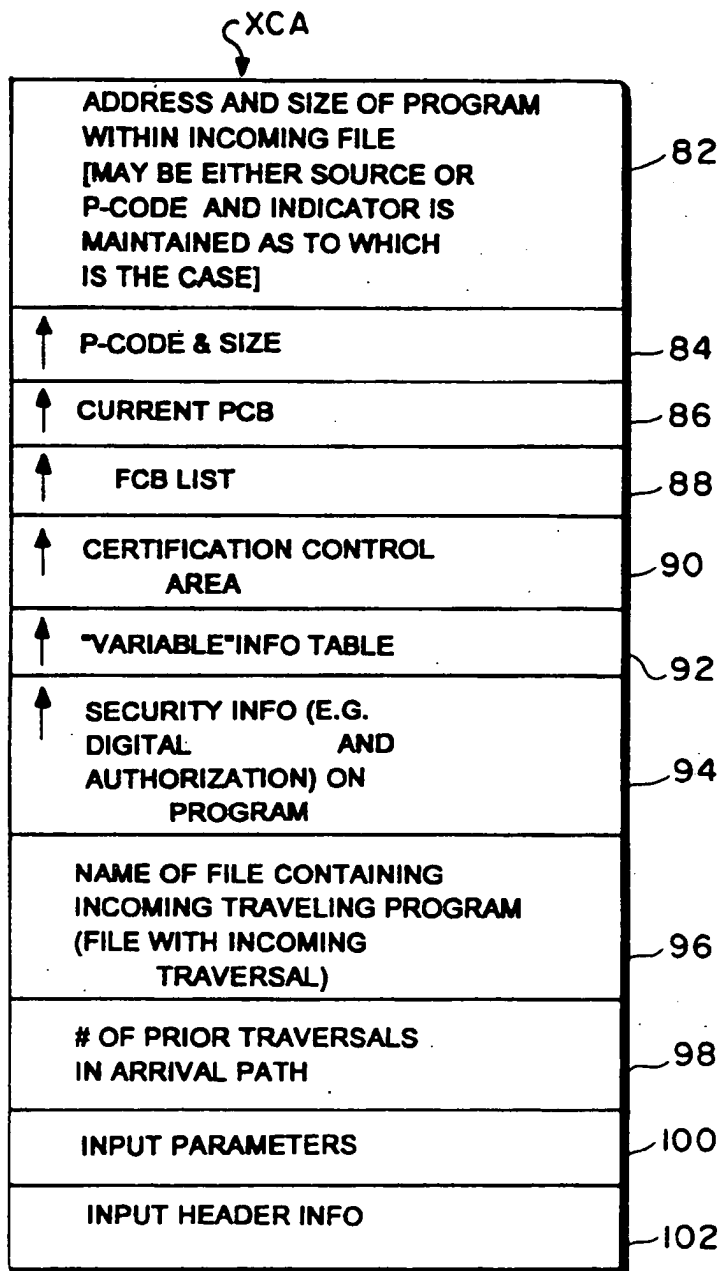 XCA
ADDRESS AND SIZE OF PROGRAM
WITHIN INCOMING FILE
[MAY BE EITHER SOURCE OR
P-CODE AND INDICATOR IS
MAINTAINED AS TO WHICH
IS THE CASE]
82
P-CODE & SIZE
84
CURRENT PCB
86
FCB LIST
88
CERTIFICATION CONTROL
AREA
90
"VARIABLE"INFO TABLE
92
SECURITY INFO (E.G.
DIGITAL AND
AUTHORIZATION) ON
PROGRAM
94
NAME OF FILE CONTAINING
INCOMING TRAVELING PROGRAM
(FILE WITH INCOMING
TRAVERSAL)
96
# OF PRIOR TRAVERSALS
IN ARRIVAL PATH
98
INPUT PARAMETERS
100
INPUT HEADER INFO
102